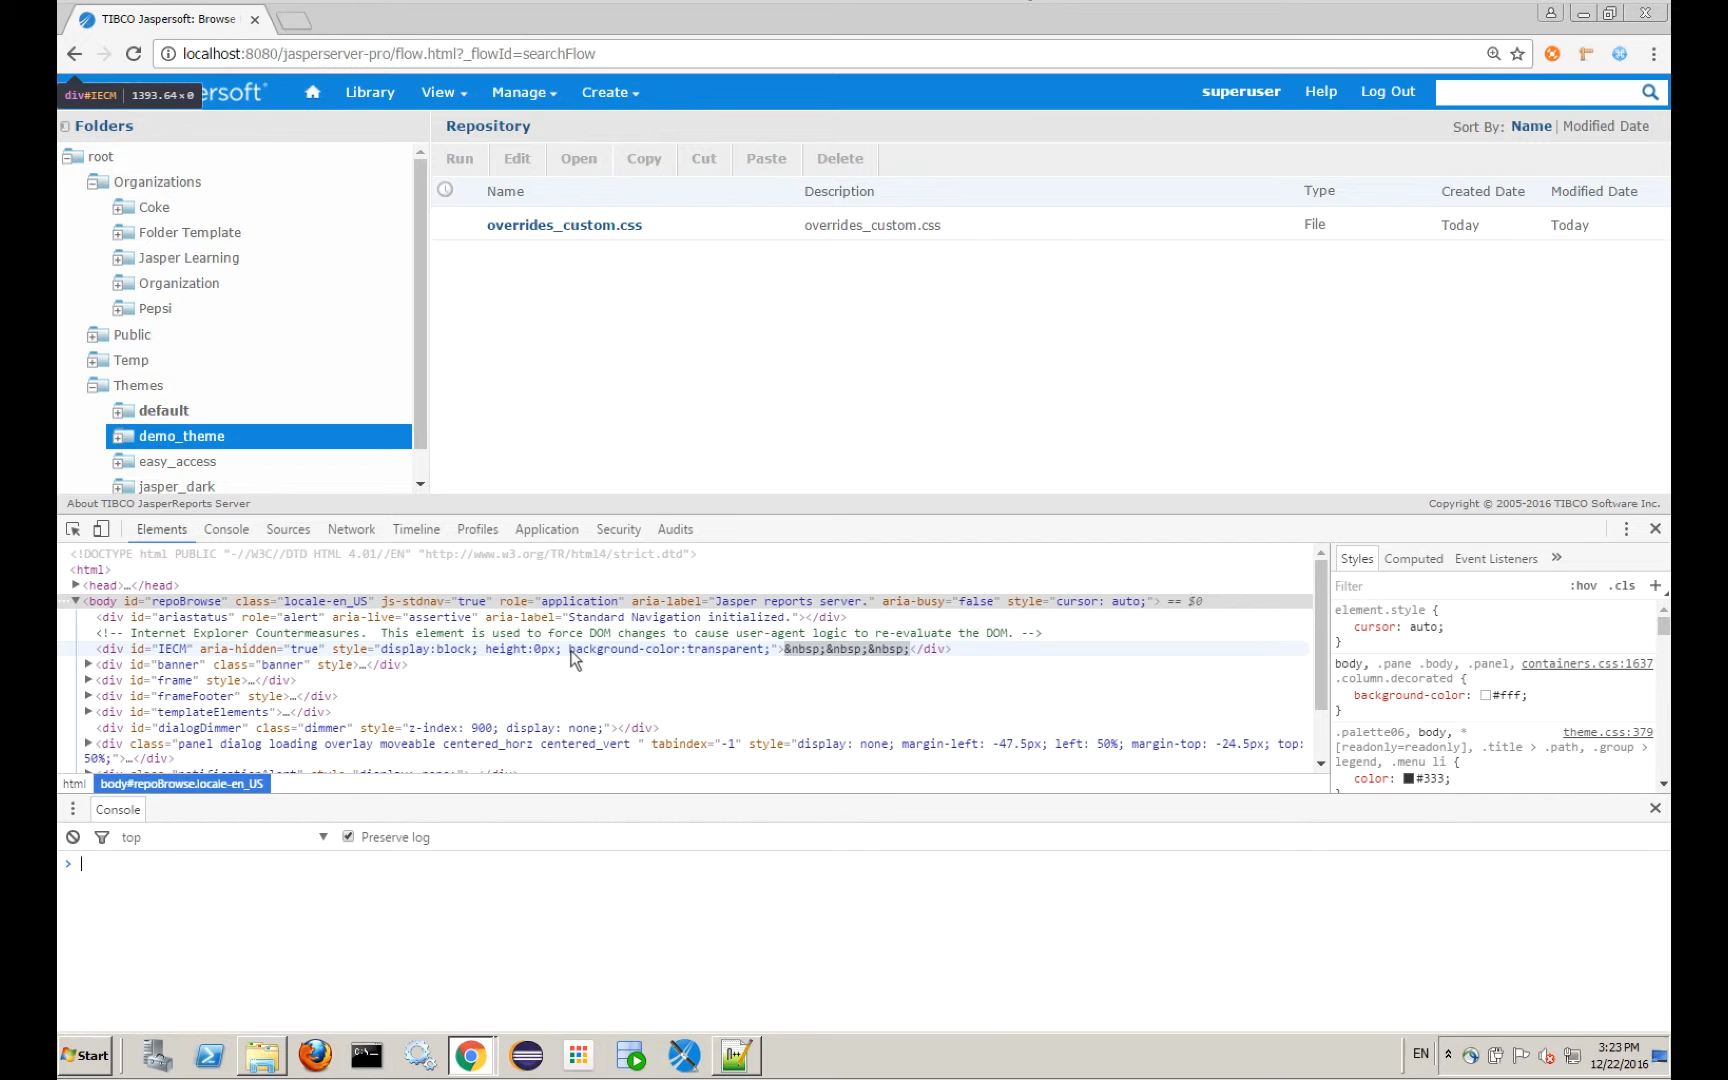 TIBCO Jaspersoft: Browse
localhost:8080/jasperserver-pro/flow.html?_flowId=searchFlow
div#IECM | 1393.64×0
ersoft
Library
View
Manage
Create
superuser
Help
Log Out
Folders
Repository
Sort By: Name | Modified Date
root
Run
Edit
Open
Copy
Cut
Paste
Delete
Organizations
Name
Description
Type
Created Date
Modified Date
Coke
overrides_custom.css
overrides_custom.css
File
Today
Today
Folder Template
Jasper Learning
Organization
Pepsi
Public
Temp
Themes
default
demo_theme
easy_access
jasper_dark
About TIBCO JasperReports Server
Copyright © 2005-2016 TIBCO Software Inc.
Elements
Console
Sources
Network
Timeline
Profiles
Application
Security
Audits
<!DOCTYPE html PUBLIC "-//W3C//DTD HTML 4.01//EN" "http://www.w3.org/TR/html4/strict.dtd">
<html>
<head>…</head>
<body id="repoBrowse" class="locale-en_US" js-stdnav="true" role="application" aria-label="Jasper reports server." aria-busy="false" style="cursor: auto;"> == $0
<div id="ariastatus" role="alert" aria-live="assertive" aria-label="Standard Navigation initialized."></div>
<!-- Internet Explorer Countermeasures.  This element is used to force DOM changes to cause user-agent logic to re-evaluate the DOM. -->
<div id="IECM" aria-hidden="true" style="display:block; height:0px; background-color:transparent;">&nbsp;&nbsp;&nbsp;</div>
<div id="banner" class="banner" style>…</div>
<div id="frame" style>…</div>
<div id="frameFooter" style>…</div>
<div id="templateElements">…</div>
<div id="dialogDimmer" class="dimmer" style="z-index: 900; display: none;"></div>
<div class="panel dialog loading overlay moveable centered_horz centered_vert " tabindex="-1" style="display: none; margin-left: -47.5px; left: 50%; margin-top: -24.5px; top:
50%;">…</div>
html
body#repoBrowse.locale-en_US
Styles
Computed
Event Listeners
»
Filter
:hov
.cls
+
element.style {
cursor: auto;
}
body, .pane .body, .panel, containers.css:1637
.column.decorated {
background-color: #fff;
}
.palette06, body, * theme.css:379
[readonly=readonly], .title > .path, .group >
legend, .menu li {
color: #333;
Console
top
Preserve log
>
Start
EN
3:23 PM
12/22/2016